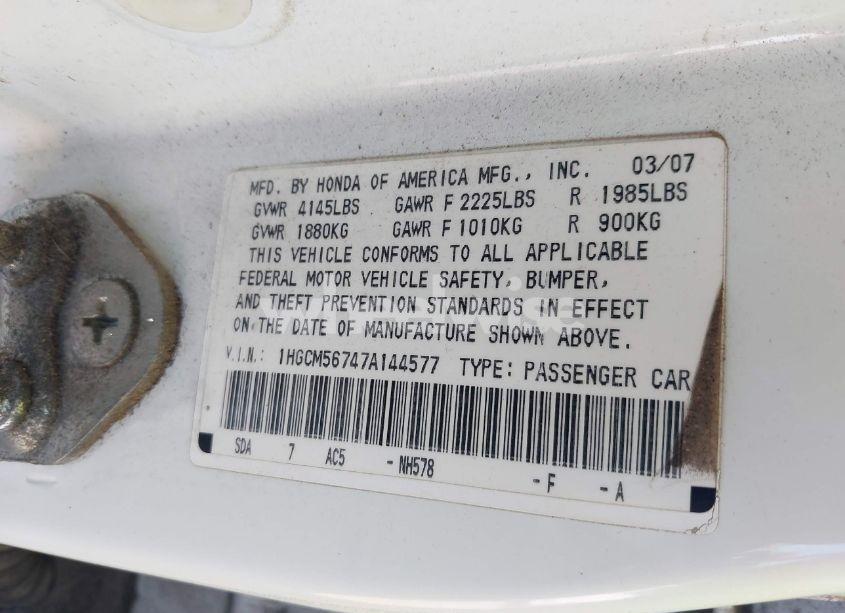 MFD. BY HONDA OF AMERICA MFG., INC. 03/07
GVWR 4145LBS GAWR F 2225LBS R 1985LBS
GVWR 1880KG GAWR F 1010KG R 900KG
THIS VEHICLE CONFORMS TO ALL APPLICABLE
FEDERAL MOTOR VEHICLE SAFETY, BUMPER,
AND THEFT PREVENTION STANDARDS IN EFFECT
ON THE DATE OF MANUFACTURE SHOWN ABOVE.
V.I.N.: 1HGCM56747A144577 TYPE: PASSENGER CAR
SDA 7 AC5 - NH578 - F - A